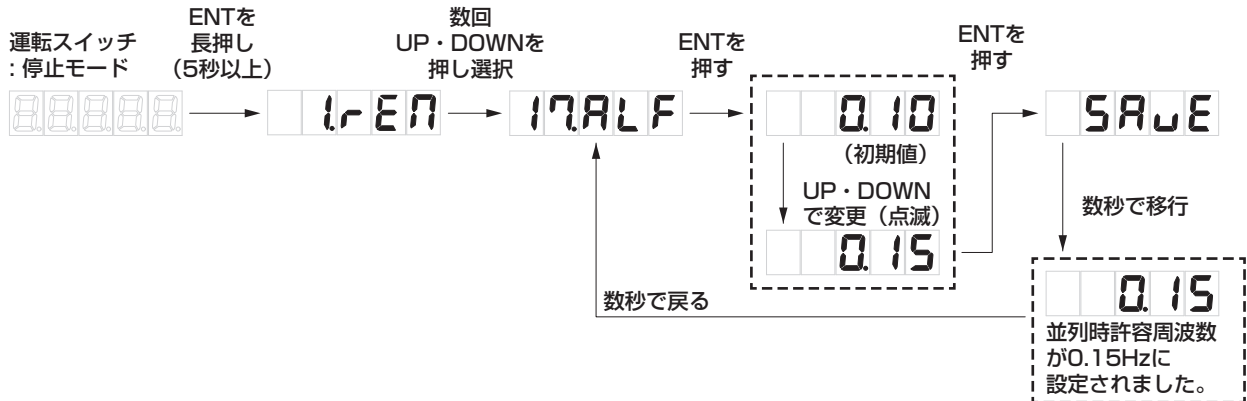 運転スイッチ
: 停止モード
ENTを
長押し
（5秒以上）
1.rEM
数回
UP・DOWNを
押し選択
17.ALF
ENTを
押す
0.10
（初期値）
UP・DOWN
で変更（点滅）
0.15
ENTを
押す
SAvE
数秒で移行
0.15
並列時許容周波数
が0.15Hzに
設定されました。
数秒で戻る